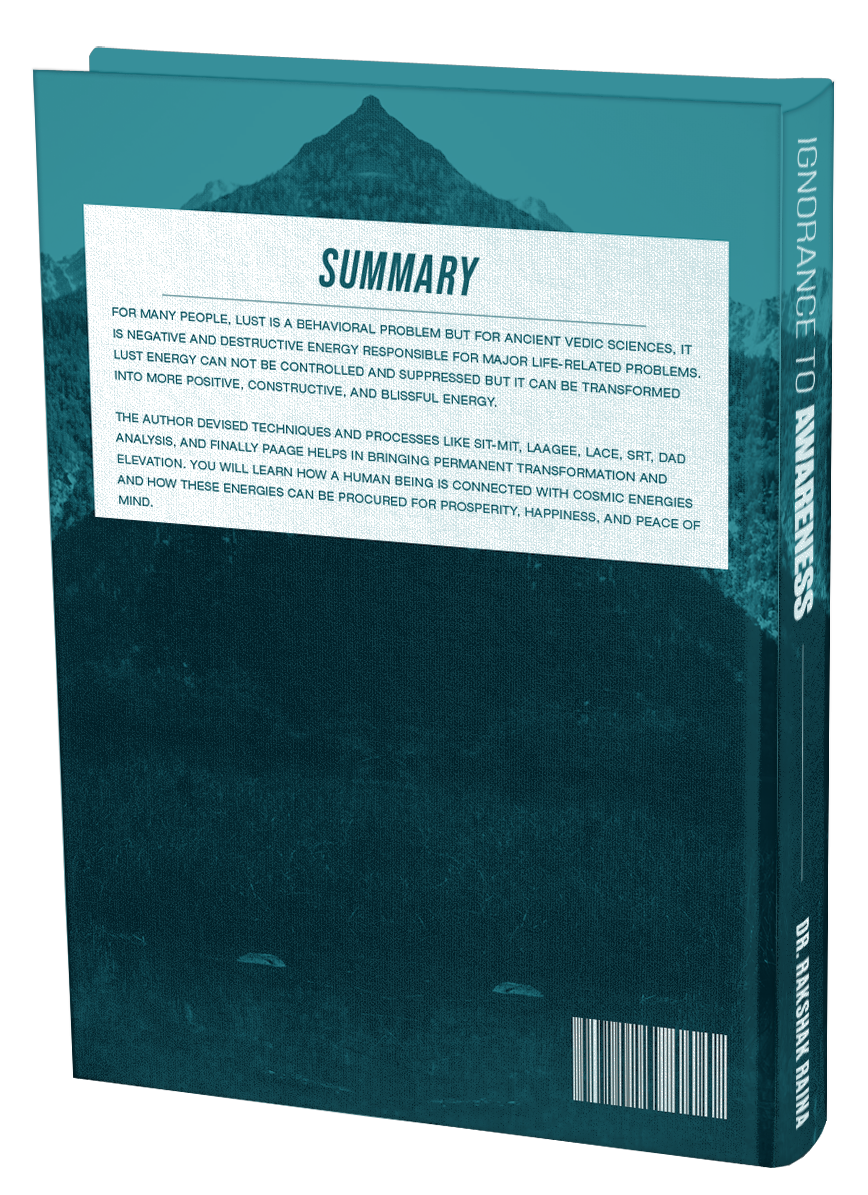 SUMMARY
FOR MANY PEOPLE, LUST IS A BEHAVIORAL PROBLEM BUT FOR ANCIENT VEDIC SCIENCES, IT
IS NEGATIVE AND DESTRUCTIVE ENERGY RESPONSIBLE FOR MAJOR LIFE-RELATED PROBLEMS.
LUST ENERGY CAN NOT BE CONTROLLED AND SUPPRESSED BUT IT CAN BE TRANSFORMED
INTO MORE POSITIVE, CONSTRUCTIVE, AND BLISSFUL ENERGY.
THE AUTHOR DEVISED TECHNIQUES AND PROCESSES LIKE SIT-MIT, LAAGEE, LACE, SRT, DAD
ANALYSIS, AND FINALLY PAAGE HELPS IN BRINGING PERMANENT TRANSFORMATION AND
ELEVATION. YOU WILL LEARN HOW A HUMAN BEING IS CONNECTED WITH COSMIC ENERGIES
AND HOW THESE ENERGIES CAN BE PROCURED FOR PROSPERITY, HAPPINESS, AND PEACE OF
MIND.
IGNORANCE TO AWARENESS
DR. RAKSHAK RAINA